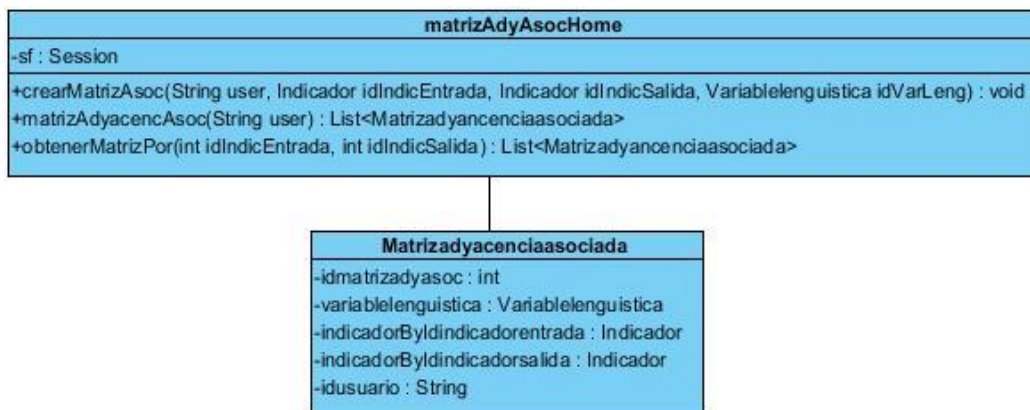 matrizAdyAsocHome
-sf : Session
+crearMatrizAsoc(String user, Indicador idIndicEntrada, Indicador idIndicSalida, Variablelenguistica idVarLeng) : void
+matrizAdyacencAsoc(String user) : List<Matrizadyancenciaasociada>
+obtenerMatrizPor(int idIndicEntrada, int idIndicSalida) : List<Matrizadyancenciaasociada>
Matrizadyacenciaasociada
-idmatrizadyasoc : int
-variablelenguistica : Variablelenguistica
-indicadorByIdindicadorentrada : Indicador
-indicadorByIdindicadorsalida : Indicador
-idusuario : String